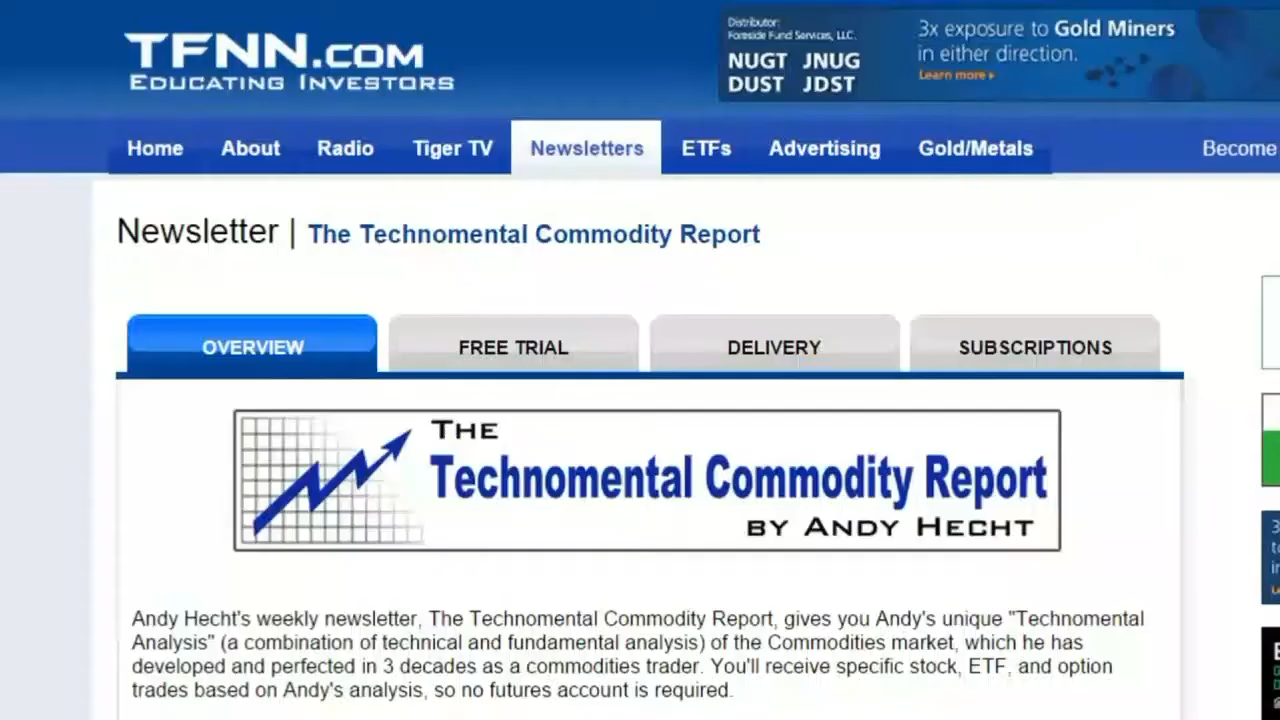 TFNN.COM
EDUCATING INVESTORS
Distributor:
Foreside Fund Services, LLC.
NUGT JNUG
DUST JDST
3x exposure to Gold Miners
in either direction.
Learn more
Home About Radio Tiger TV Newsletters ETFs Advertising Gold/Metals Become
Newsletter | The Technomental Commodity Report
OVERVIEW FREE TRIAL DELIVERY SUBSCRIPTIONS
THE
Technomental Commodity Report
BY ANDY HECHT
Andy Hecht's weekly newsletter, The Technomental Commodity Report, gives you Andy's unique "Technomental
Analysis" (a combination of technical and fundamental analysis) of the Commodities market, which he has
developed and perfected in 3 decades as a commodities trader. You'll receive specific stock, ETF, and option
trades based on Andy's analysis, so no futures account is required.